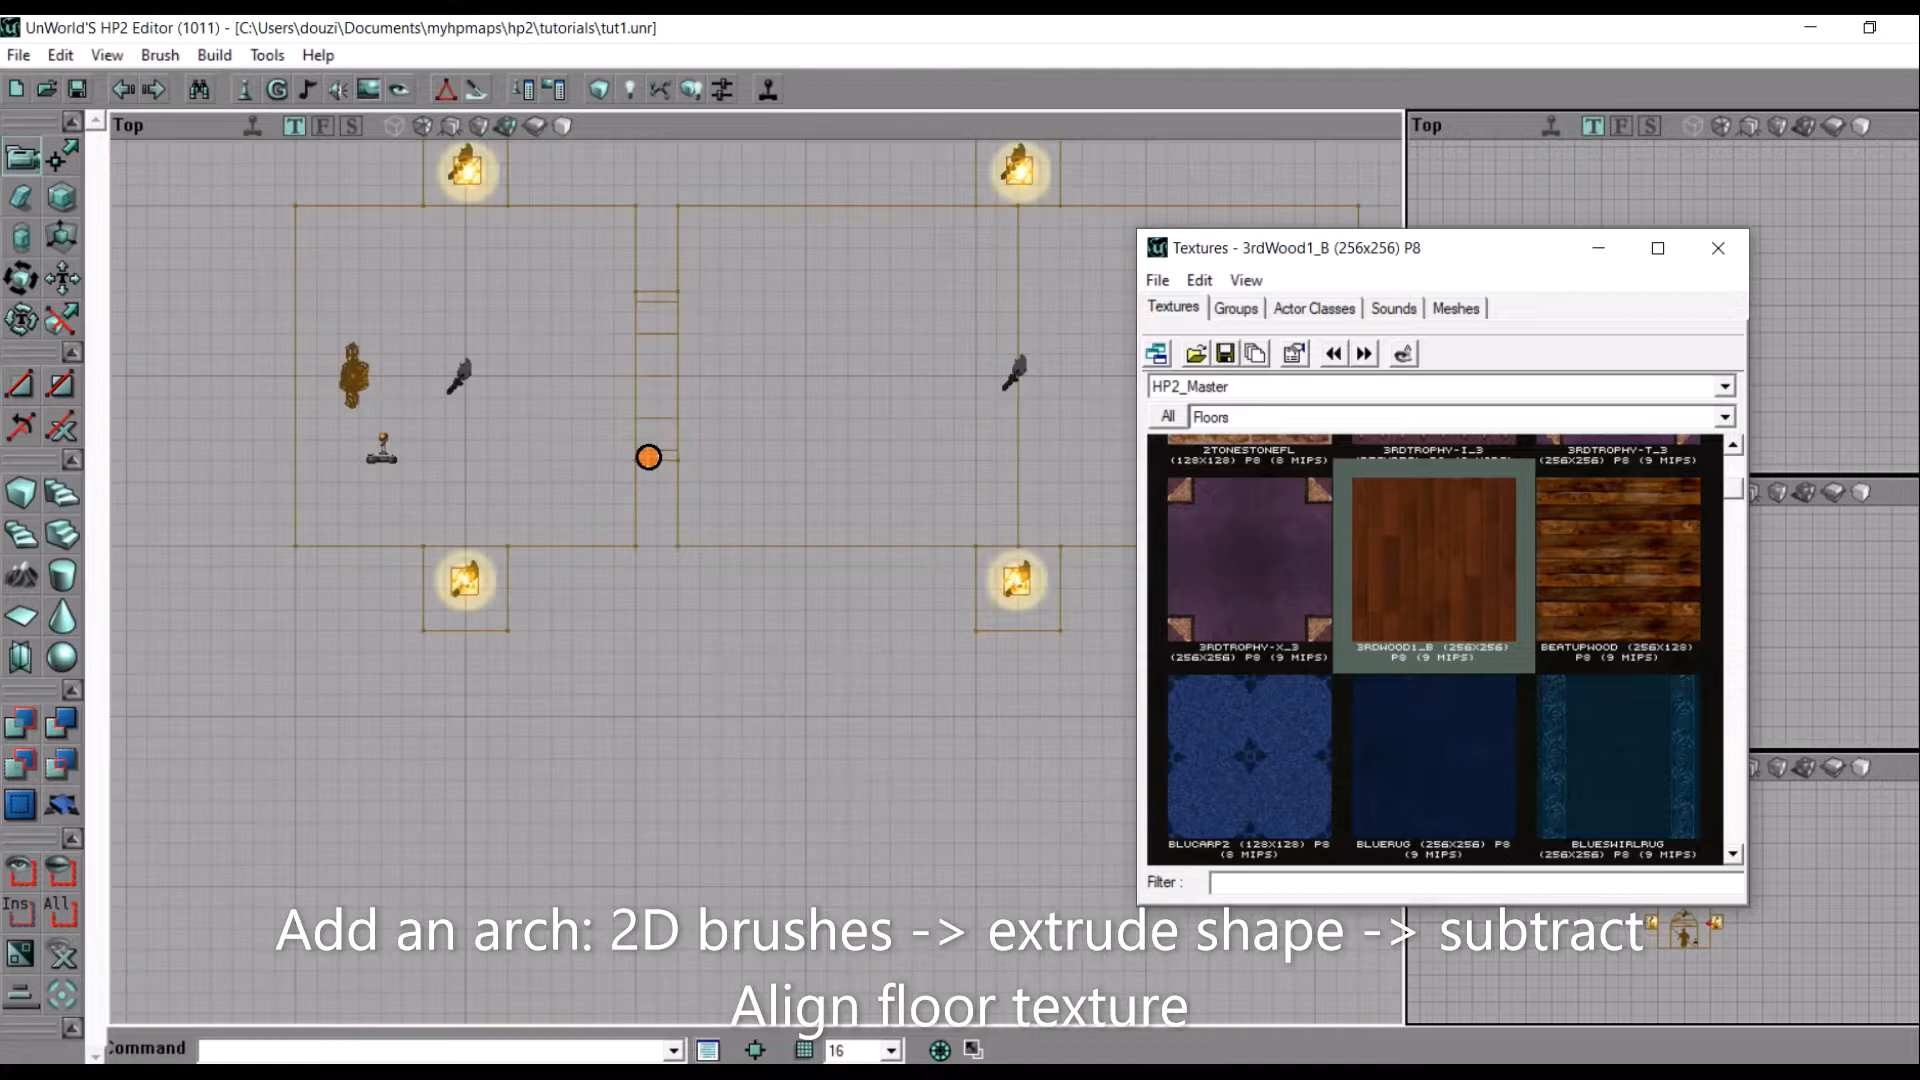 UnWorld'S HP2 Editor (1011) - [C:\Users\douzi\Documents\myhpmaps\hp2\tutorials\tut1.unr]
File Edit View Brush Build Tools Help
Top T F S
Top T F S
Textures - 3rdWood1_B (256x256) P8
File Edit View
Textures Groups Actor Classes Sounds Meshes
HP2_Master
All Floors
2TONESTONEFL 3RDTROPHY-I_3 3RDTROPHY-T_3
(128X128) P8 (8 MIPS) (256X256) P8 (9 MIPS)
3RDTROPHY-X_3 3RDWOOD1_B (256X256) BEATUPWOOD (256X128)
(256X256) P8 (9 MIPS) P8 (9 MIPS) P8 (9 MIPS)
BLUCARP2 (128X128) P8 BLUERUG (256X256) P8 BLUESWIRLRUG
(8 MIPS) (9 MIPS) (256X256) P8 (9 MIPS)
Filter :
Ins All
Add an arch: 2D brushes -> extrude shape -> subtract
Align floor texture
Command 16